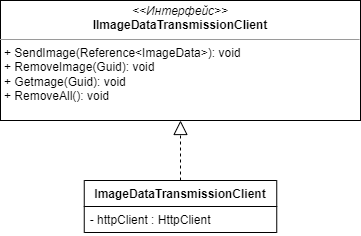 <<Интерфейс>>
IImageDataTransmissionClient
+ SendImage(Reference<ImageData>): void
+ RemoveImage(Guid): void
+ Getmage(Guid): void
+ RemoveAll(): void
ImageDataTransmissionClient
- httpClient : HttpClient